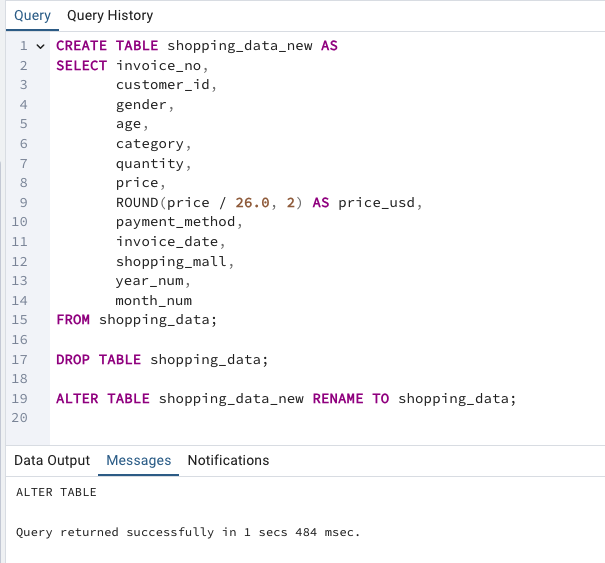 Query Query History
1 CREATE TABLE shopping_data_new AS
2 SELECT invoice_no,
3 customer_id,
4 gender,
5 age,
6 category,
7 quantity,
8 price,
9 ROUND(price / 26.0, 2) AS price_usd,
10 payment_method,
11 invoice_date,
12 shopping_mall,
13 year_num,
14 month_num
15 FROM shopping_data;
16
17 DROP TABLE shopping_data;
18
19 ALTER TABLE shopping_data_new RENAME TO shopping_data;
20
Data Output Messages Notifications
ALTER TABLE
Query returned successfully in 1 secs 484 msec.